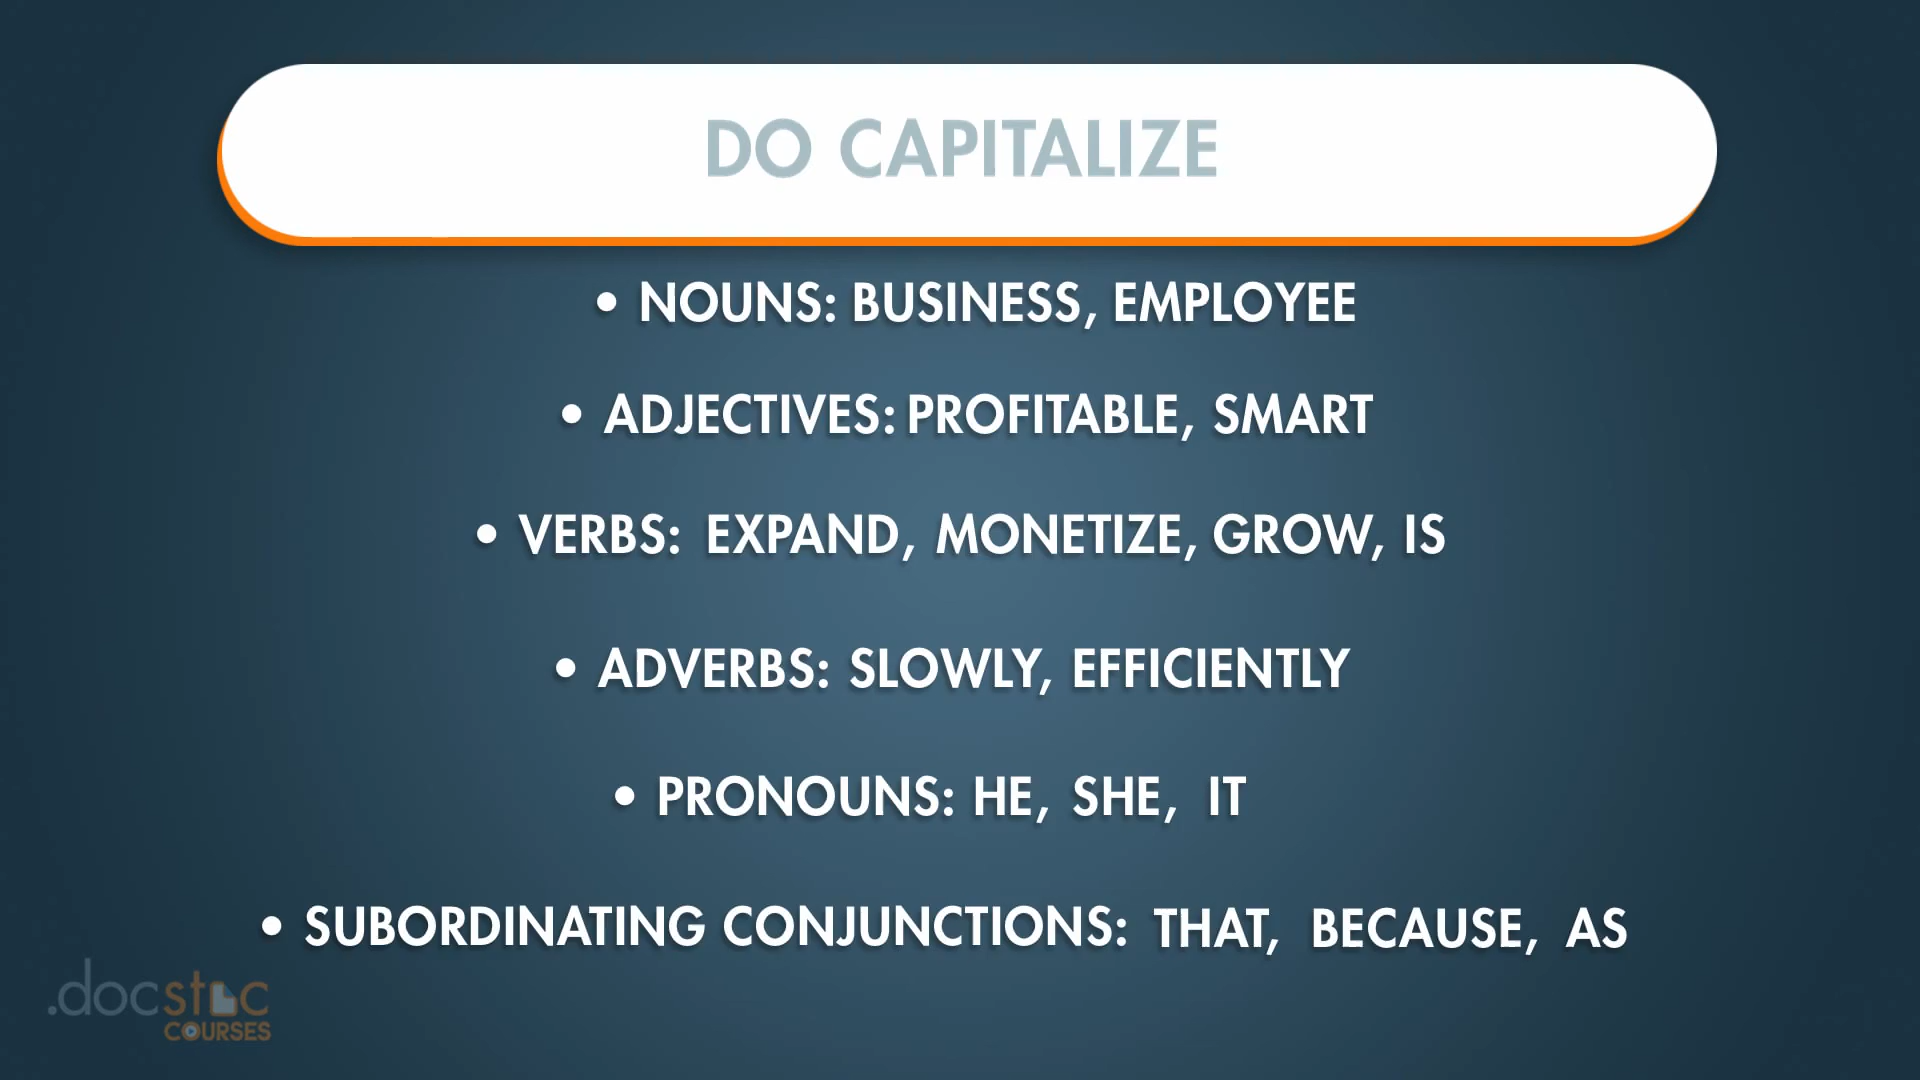 DO CAPITALIZE
• NOUNS: BUSINESS, EMPLOYEE
• ADJECTIVES: PROFITABLE, SMART
• VERBS: EXPAND, MONETIZE, GROW, IS
• ADVERBS: SLOWLY, EFFICIENTLY
• PRONOUNS: HE, SHE, IT
• SUBORDINATING CONJUNCTIONS: THAT, BECAUSE, AS
.docstoc
COURSES